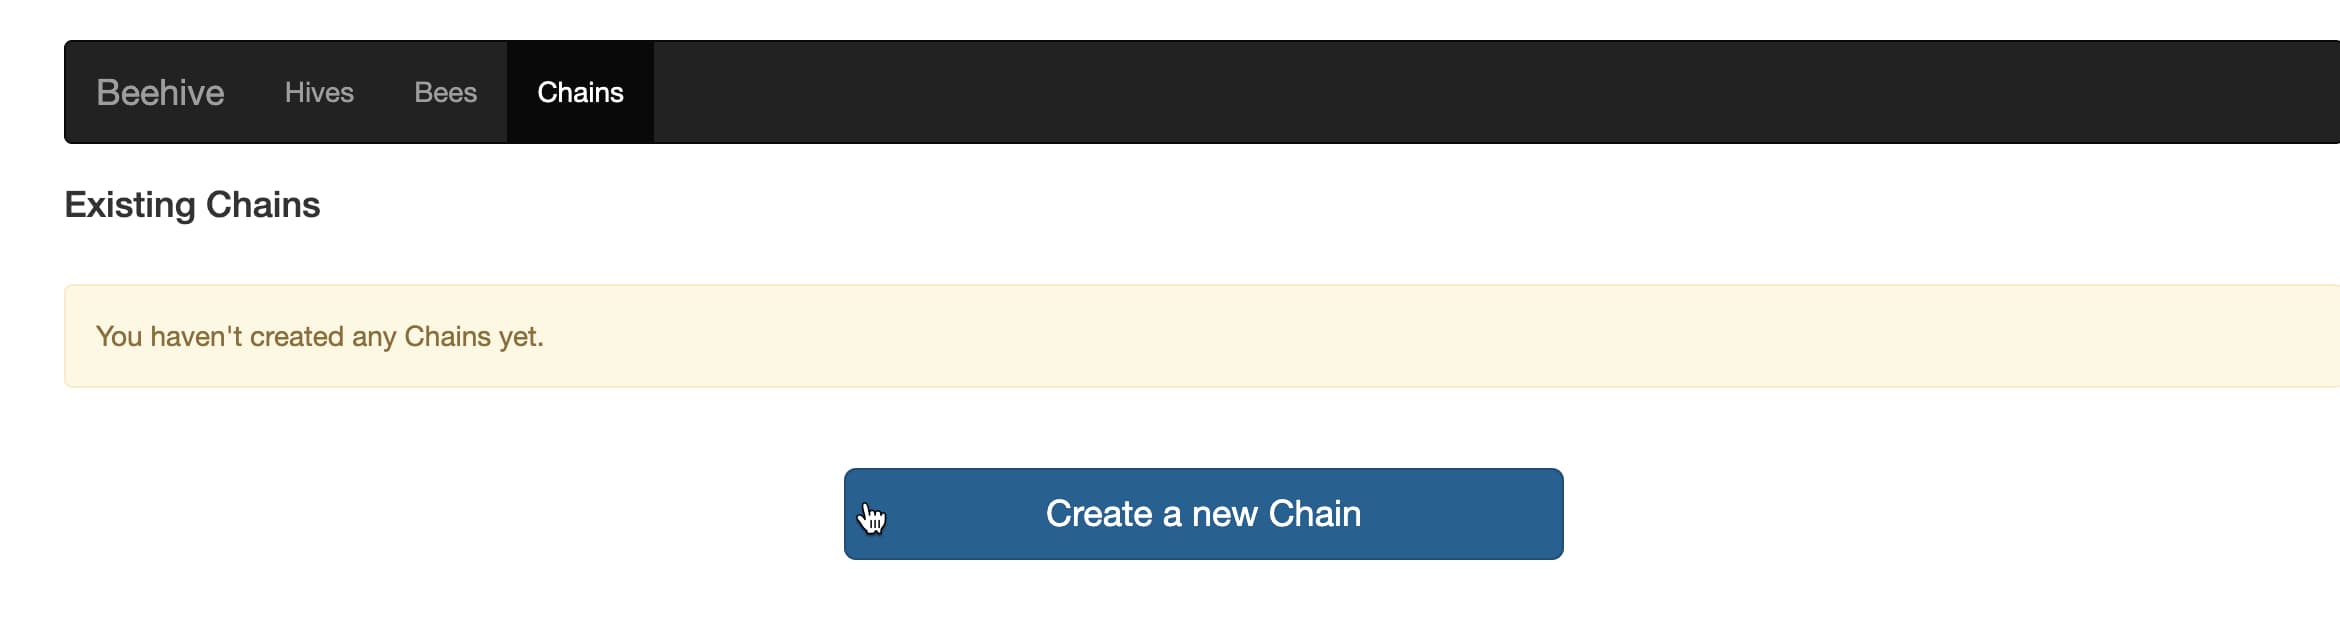 Beehive Hives Bees Chains
Existing Chains
You haven't created any Chains yet.
Create a new Chain